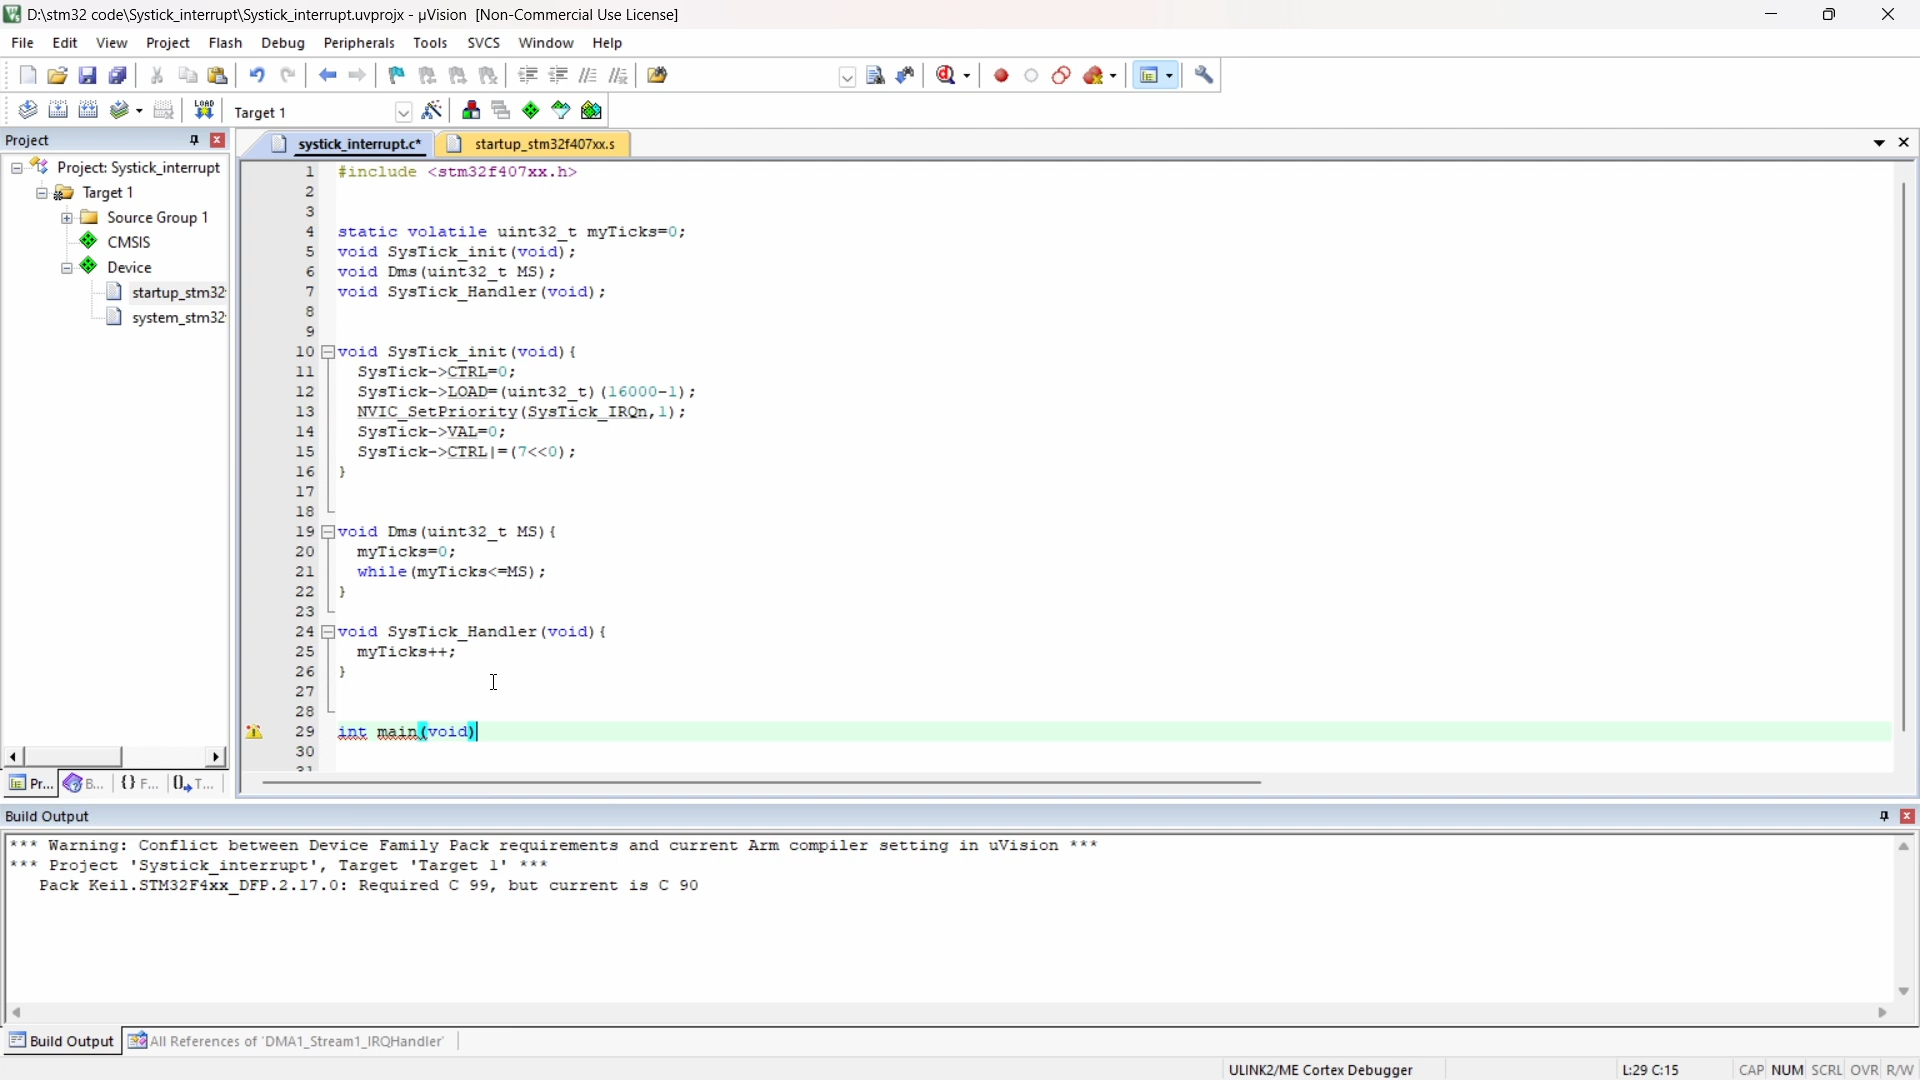 D:\stm32 code\Systick_interrupt\Systick_interrupt.uvprojx - µVision [Non-Commercial Use License]
File Edit View Project Flash Debug Peripherals Tools SVCS Window Help
LOAD Target 1
Project
systick_interrupt.c* startup_stm32f407xx.s
Project: Systick_interrupt
Target 1
Source Group 1
CMSIS
Device
startup_stm32
system_stm32
1 #include <stm32f407xx.h>
2
3
4 static volatile uint32_t myTicks=0;
5 void SysTick_init(void);
6 void Dms(uint32_t MS);
7 void SysTick_Handler(void);
8
9
10 void SysTick_init(void){
11 SysTick->CTRL=0;
12 SysTick->LOAD=(uint32_t)(16000-1);
13 NVIC_SetPriority(SysTick_IRQn,1);
14 SysTick->VAL=0;
15 SysTick->CTRL|=(7<<0);
16 }
17
18
19 void Dms(uint32_t MS){
20 myTicks=0;
21 while(myTicks<=MS);
22 }
23
24 void SysTick_Handler(void){
25 myTicks++;
26 }
27
28
29 int main(void)
30
31
Pr... B... {} F... T...
Build Output
*** Warning: Conflict between Device Family Pack requirements and current Arm compiler setting in uVision ***
*** Project 'Systick_interrupt', Target 'Target 1' ***
Pack Keil.STM32F4xx_DFP.2.17.0: Required C 99, but current is C 90
Build Output All References of 'DMA1_Stream1_IRQHandler'
ULINK2/ME Cortex Debugger L:29 C:15 CAP NUM SCRL OVR R/W